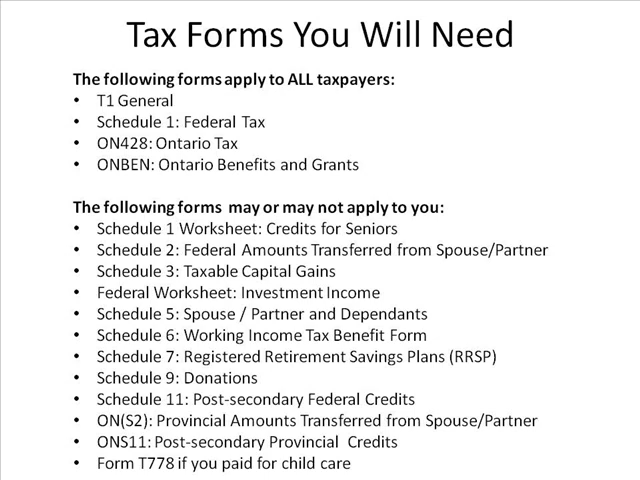 Tax Forms You Will Need
The following forms apply to ALL taxpayers:
• T1 General
• Schedule 1: Federal Tax
• ON428: Ontario Tax
• ONBEN: Ontario Benefits and Grants
The following forms may or may not apply to you:
• Schedule 1 Worksheet: Credits for Seniors
• Schedule 2: Federal Amounts Transferred from Spouse/Partner
• Schedule 3: Taxable Capital Gains
• Federal Worksheet: Investment Income
• Schedule 5: Spouse / Partner and Dependants
• Schedule 6: Working Income Tax Benefit Form
• Schedule 7: Registered Retirement Savings Plans (RRSP)
• Schedule 9: Donations
• Schedule 11: Post-secondary Federal Credits
• ON(S2): Provincial Amounts Transferred from Spouse/Partner
• ONS11: Post-secondary Provincial Credits
• Form T778 if you paid for child care